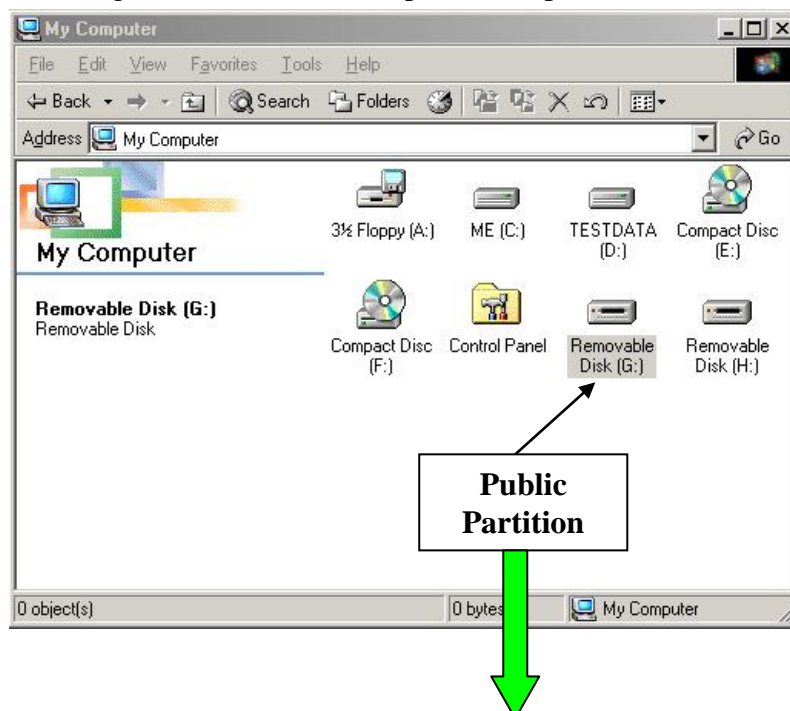 My Computer
File Edit View Favorites Tools Help
Back Search Folders
Address My Computer Go
My Computer
Removable Disk (G:)
Removable Disk
3½ Floppy (A:) ME (C:) TESTDATA (D:) Compact Disc (E:)
Compact Disc (F:) Control Panel Removable Disk (G:) Removable Disk (H:)
Public
Partition
0 object(s) 0 bytes My Computer